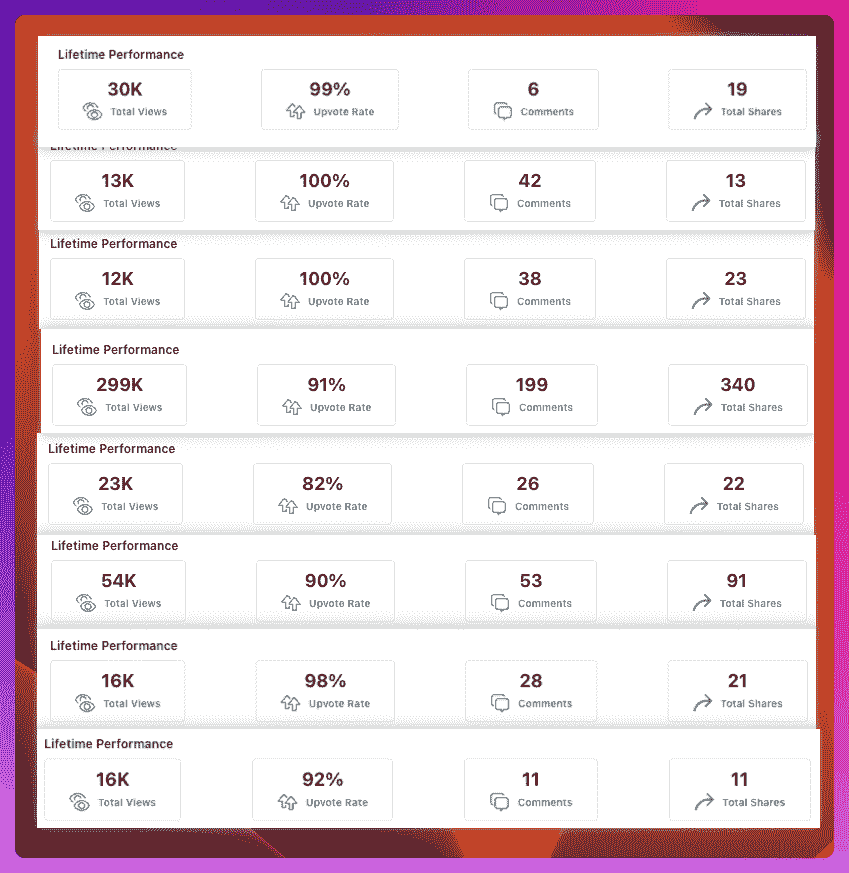 Lifetime Performance
30K 99% 6 19
Total Views Upvote Rate Comments Total Shares
Lifetime Performance
13K 100% 42 13
Total Views Upvote Rate Comments Total Shares
Lifetime Performance
12K 100% 38 23
Total Views Upvote Rate Comments Total Shares
Lifetime Performance
299K 91% 199 340
Total Views Upvote Rate Comments Total Shares
Lifetime Performance
23K 82% 26 22
Total Views Upvote Rate Comments Total Shares
Lifetime Performance
54K 90% 53 91
Total Views Upvote Rate Comments Total Shares
Lifetime Performance
16K 98% 28 21
Total Views Upvote Rate Comments Total Shares
Lifetime Performance
16K 92% 11 11
Total Views Upvote Rate Comments Total Shares